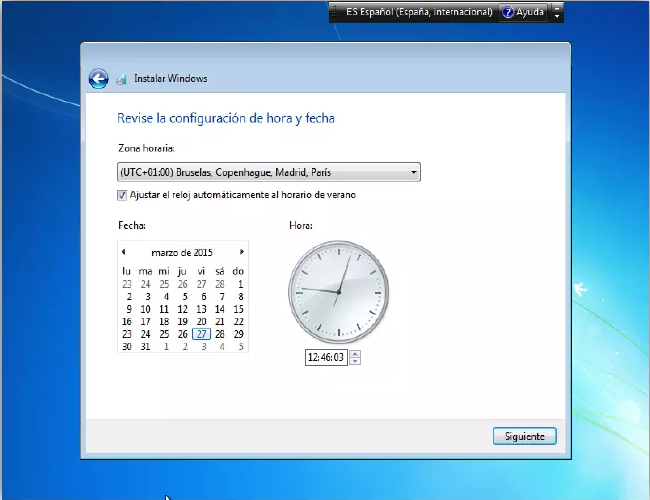 ES Español (España, internacional) ? Ayuda
Instalar Windows
Revise la configuración de hora y fecha
Zona horaria:
(UTC+01:00) Bruselas, Copenhague, Madrid, París
Ajustar el reloj automáticamente al horario de verano
Fecha: Hora:
marzo de 2015
lu ma mi ju vi sá do
23 24 25 26 27 28 1
2 3 4 5 6 7 8
9 10 11 12 13 14 15
16 17 18 19 20 21 22
23 24 25 26 27 28 29
30 31 1 2 3 4 5
12:46:03
Siguiente